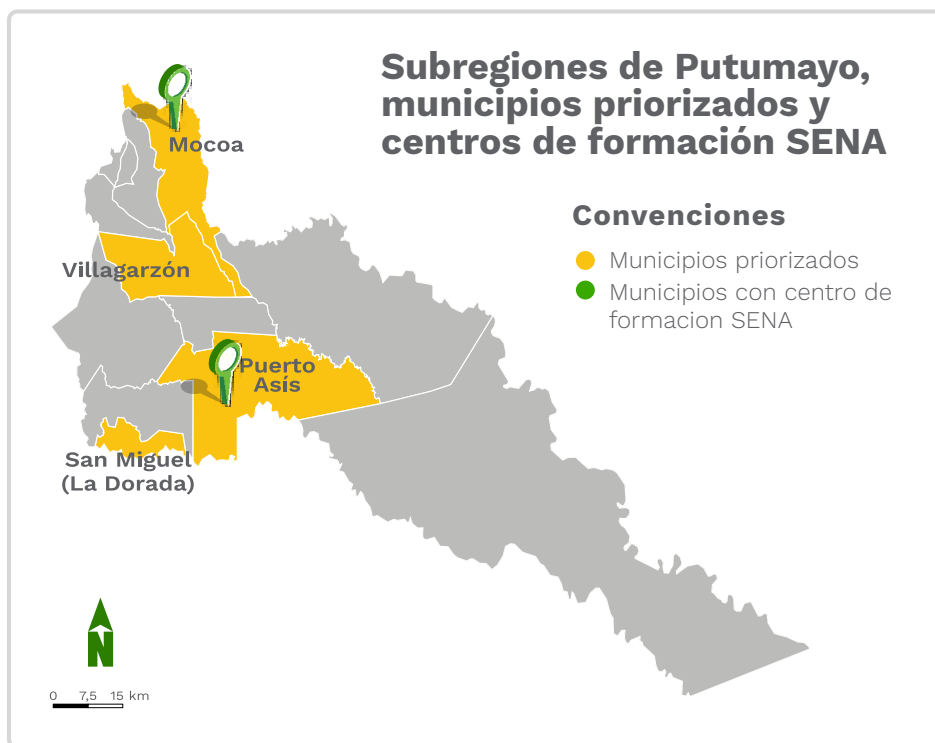 Subregiones de Putumayo,
municipios priorizados y
centros de formación SENA
Mocoa
Convenciones
Villagarzón
Municipios priorizados
Municipios con centro de
formacion SENA
Puerto
Asís
San Miguel
(La Dorada)
N
0 7,5 15 km